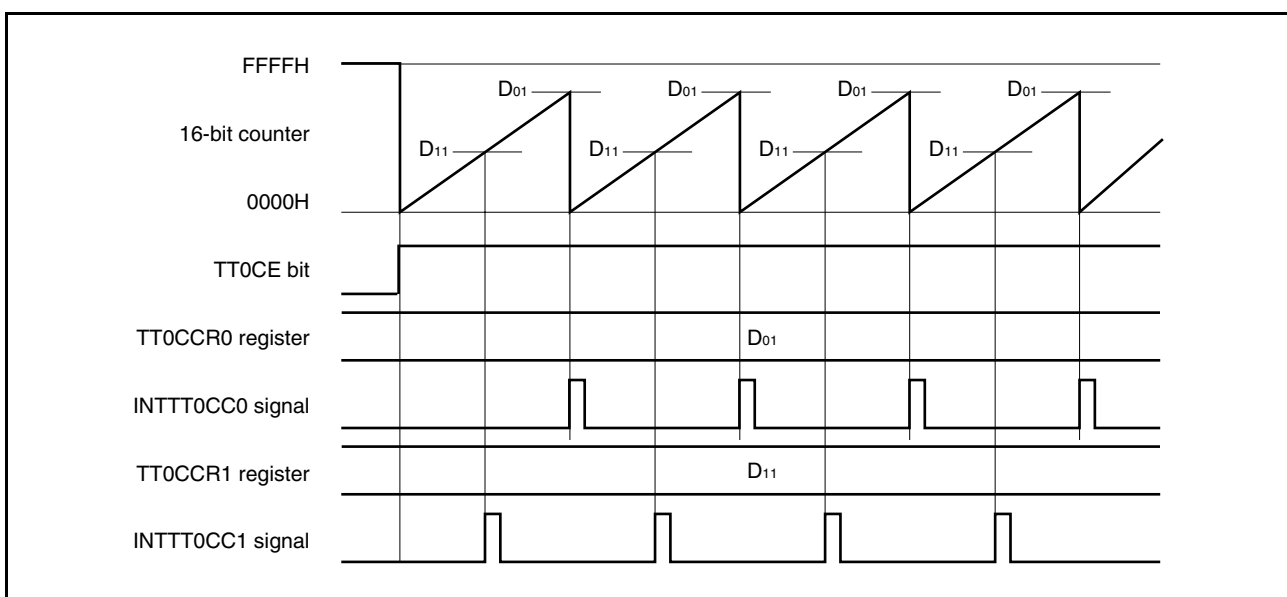 FFFFH
D01 D01 D01 D01
16-bit counter
D11 D11 D11 D11
0000H
TT0CE bit
TT0CCR0 register
D01
INTTT0CC0 signal
TT0CCR1 register
D11
INTTT0CC1 signal